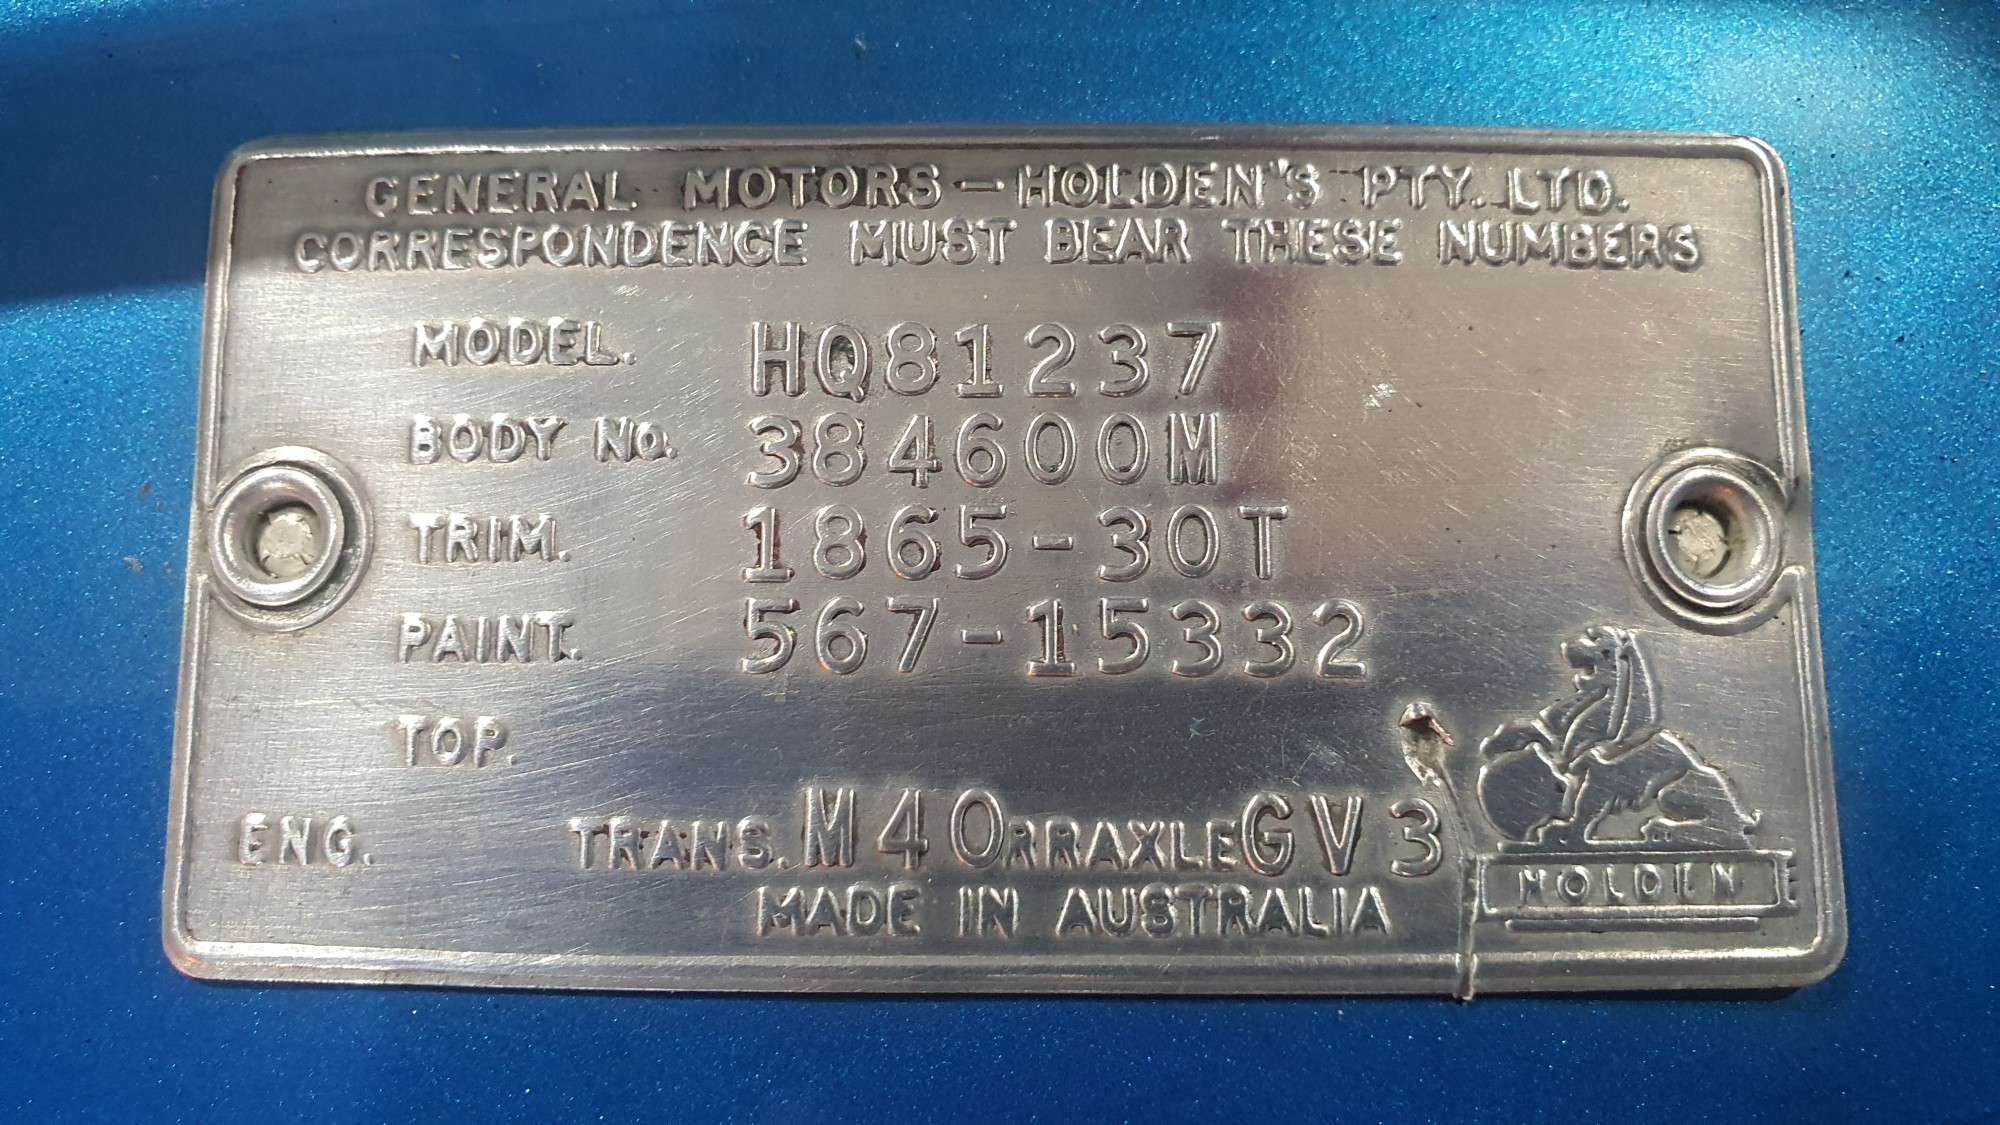 GENERAL MOTORS – HOLDEN'S PTY. LTD.
CORRESPONDENCE MUST BEAR THESE NUMBERS
MODEL. HQ81237
BODY NO. 384600M
TRIM. 1865-30T
PAINT. 567-15332
TOP.
ENG. TRANS. M40 RRAXLE GV3
MADE IN AUSTRALIA
HOLDEN